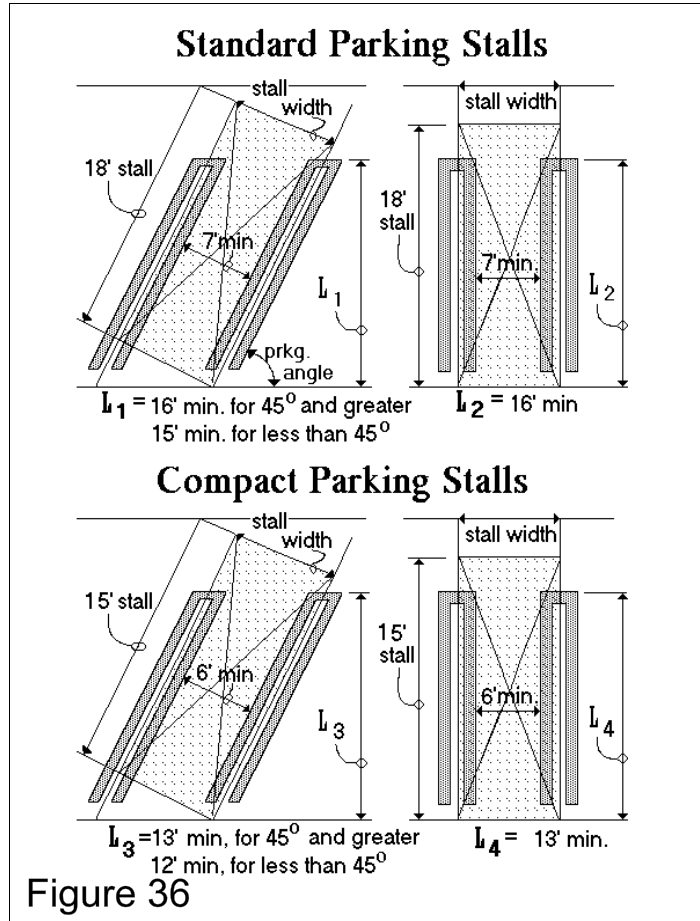 Standard Parking Stalls
stall
width
18' stall
7'min
L1
prkg.
angle
L1 = 16' min. for 45° and greater
15' min. for less than 45°
stall width
18'
stall
7'min.
L2
L2 = 16' min
Compact Parking Stalls
stall
width
15' stall
6' min
L3
L3 =13' min, for 45° and greater
12' min, for less than 45°
stall width
15'
stall
6'min.
L4
L4 = 13' min.
Figure 36